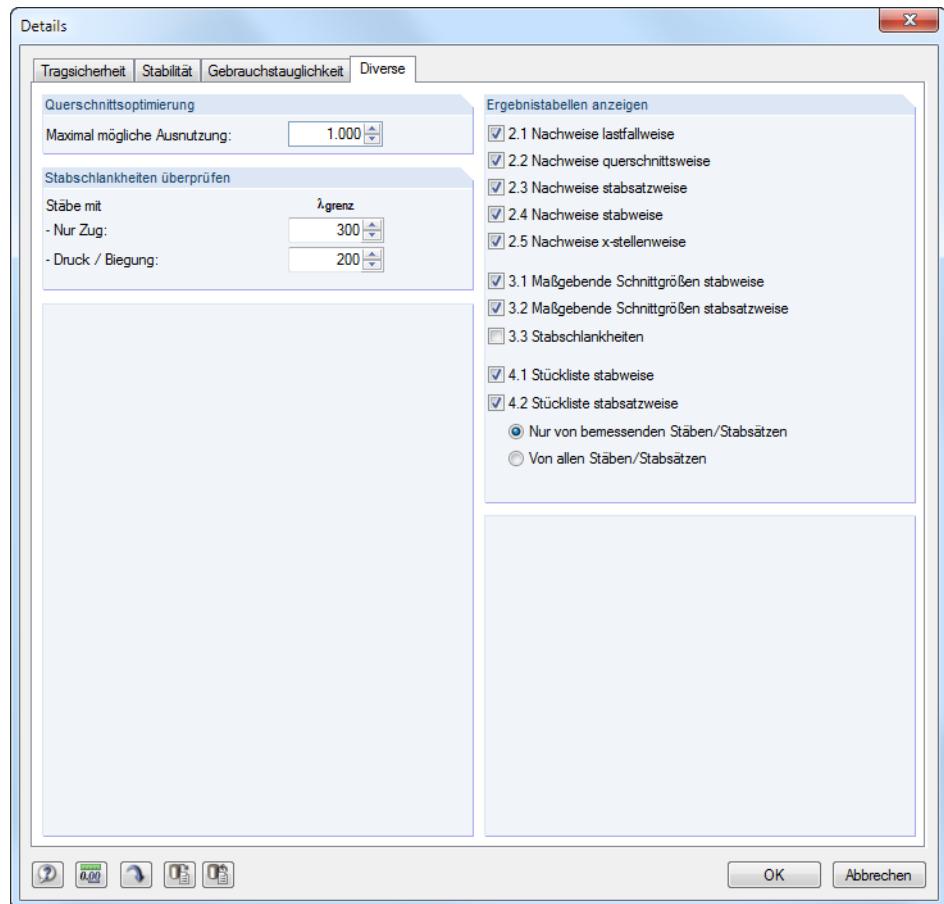 Details
Tragsicherheit Stabilität Gebrauchstauglichkeit Diverse
Querschnittsoptimierung
Maximal mögliche Ausnutzung: 1.000
Stabschlankheiten überprüfen
Stäbe mit λgrenz
- Nur Zug: 300
- Druck / Biegung: 200
Ergebnistabellen anzeigen
2.1 Nachweise lastfallweise
2.2 Nachweise querschnittsweise
2.3 Nachweise stabsatzweise
2.4 Nachweise stabweise
2.5 Nachweise x-stellenweise
3.1 Maßgebende Schnittgrößen stabweise
3.2 Maßgebende Schnittgrößen stabsatzweise
3.3 Stabschlankheiten
4.1 Stückliste stabweise
4.2 Stückliste stabsatzweise
Nur von bemessenden Stäben/Stabsätzen
Von allen Stäben/Stabsätzen
0.00
OK Abbrechen